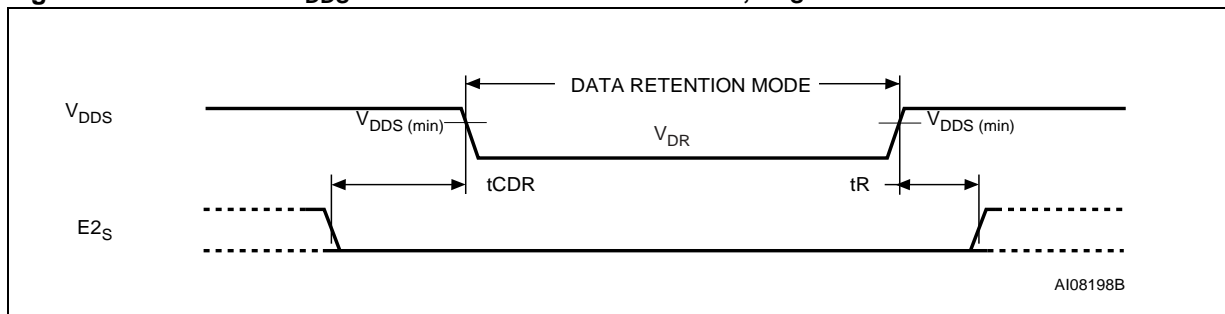 DATA RETENTION MODE
VDDS
VDDS (min)
VDR
VDDS (min)
tCDR
tR
E2S
AI08198B